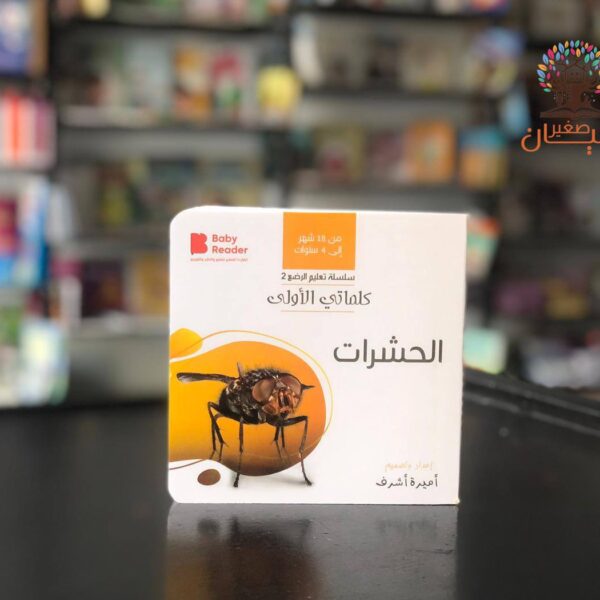 Baby
Reader
من 18 شهر
إلى 4 سنوات
سلسلة تعليم الرضع 2
كلماتي الأولى
الحشرات
إعداد وتصميم
أميرة أشرف
صغير